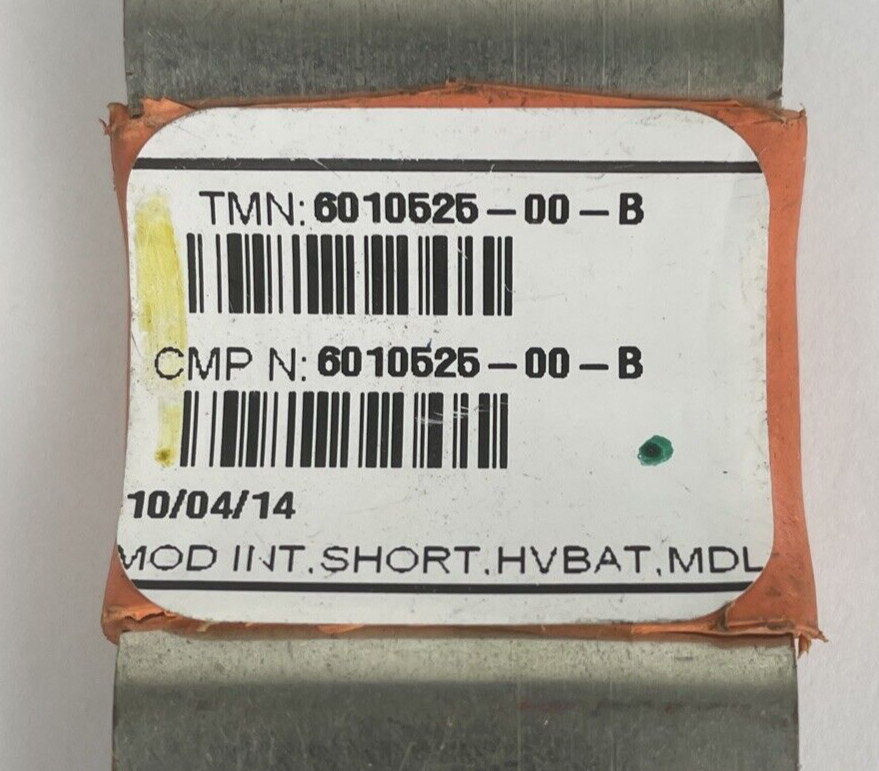 TMN: 6010525-00-B
CMP N: 6010525-00-B
10/04/14
MOD INT,SHORT,HVBAT,MDL